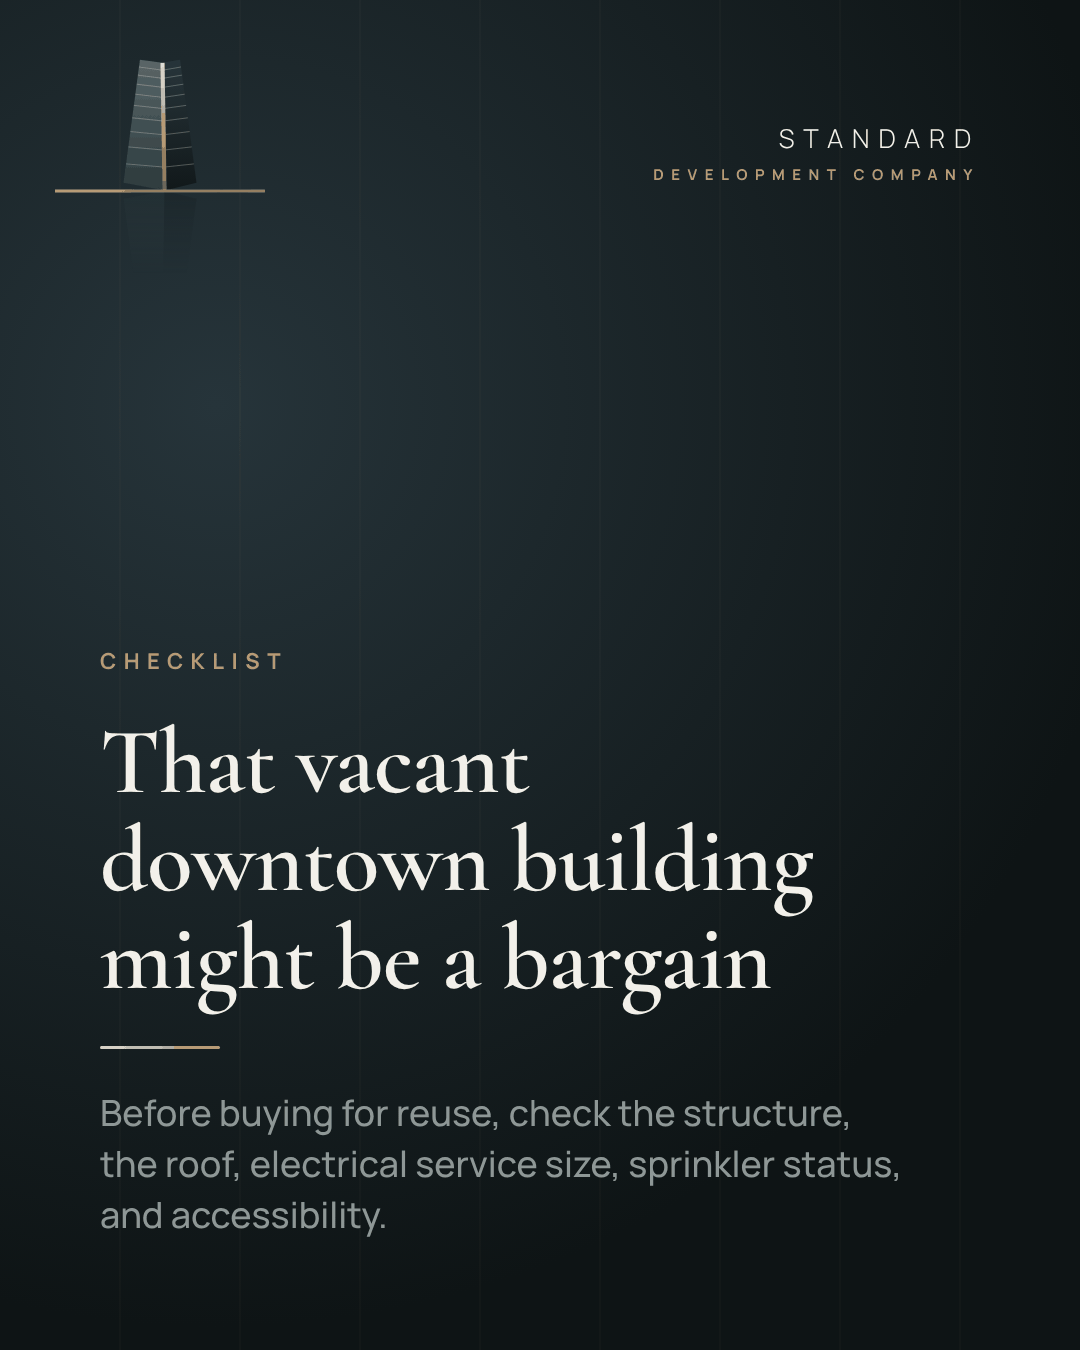 STANDARD
DEVELOPMENT COMPANY
CHECKLIST
That vacant
downtown building
might be a bargain
Before buying for reuse, check the structure,
the roof, electrical service size, sprinkler status,
and accessibility.